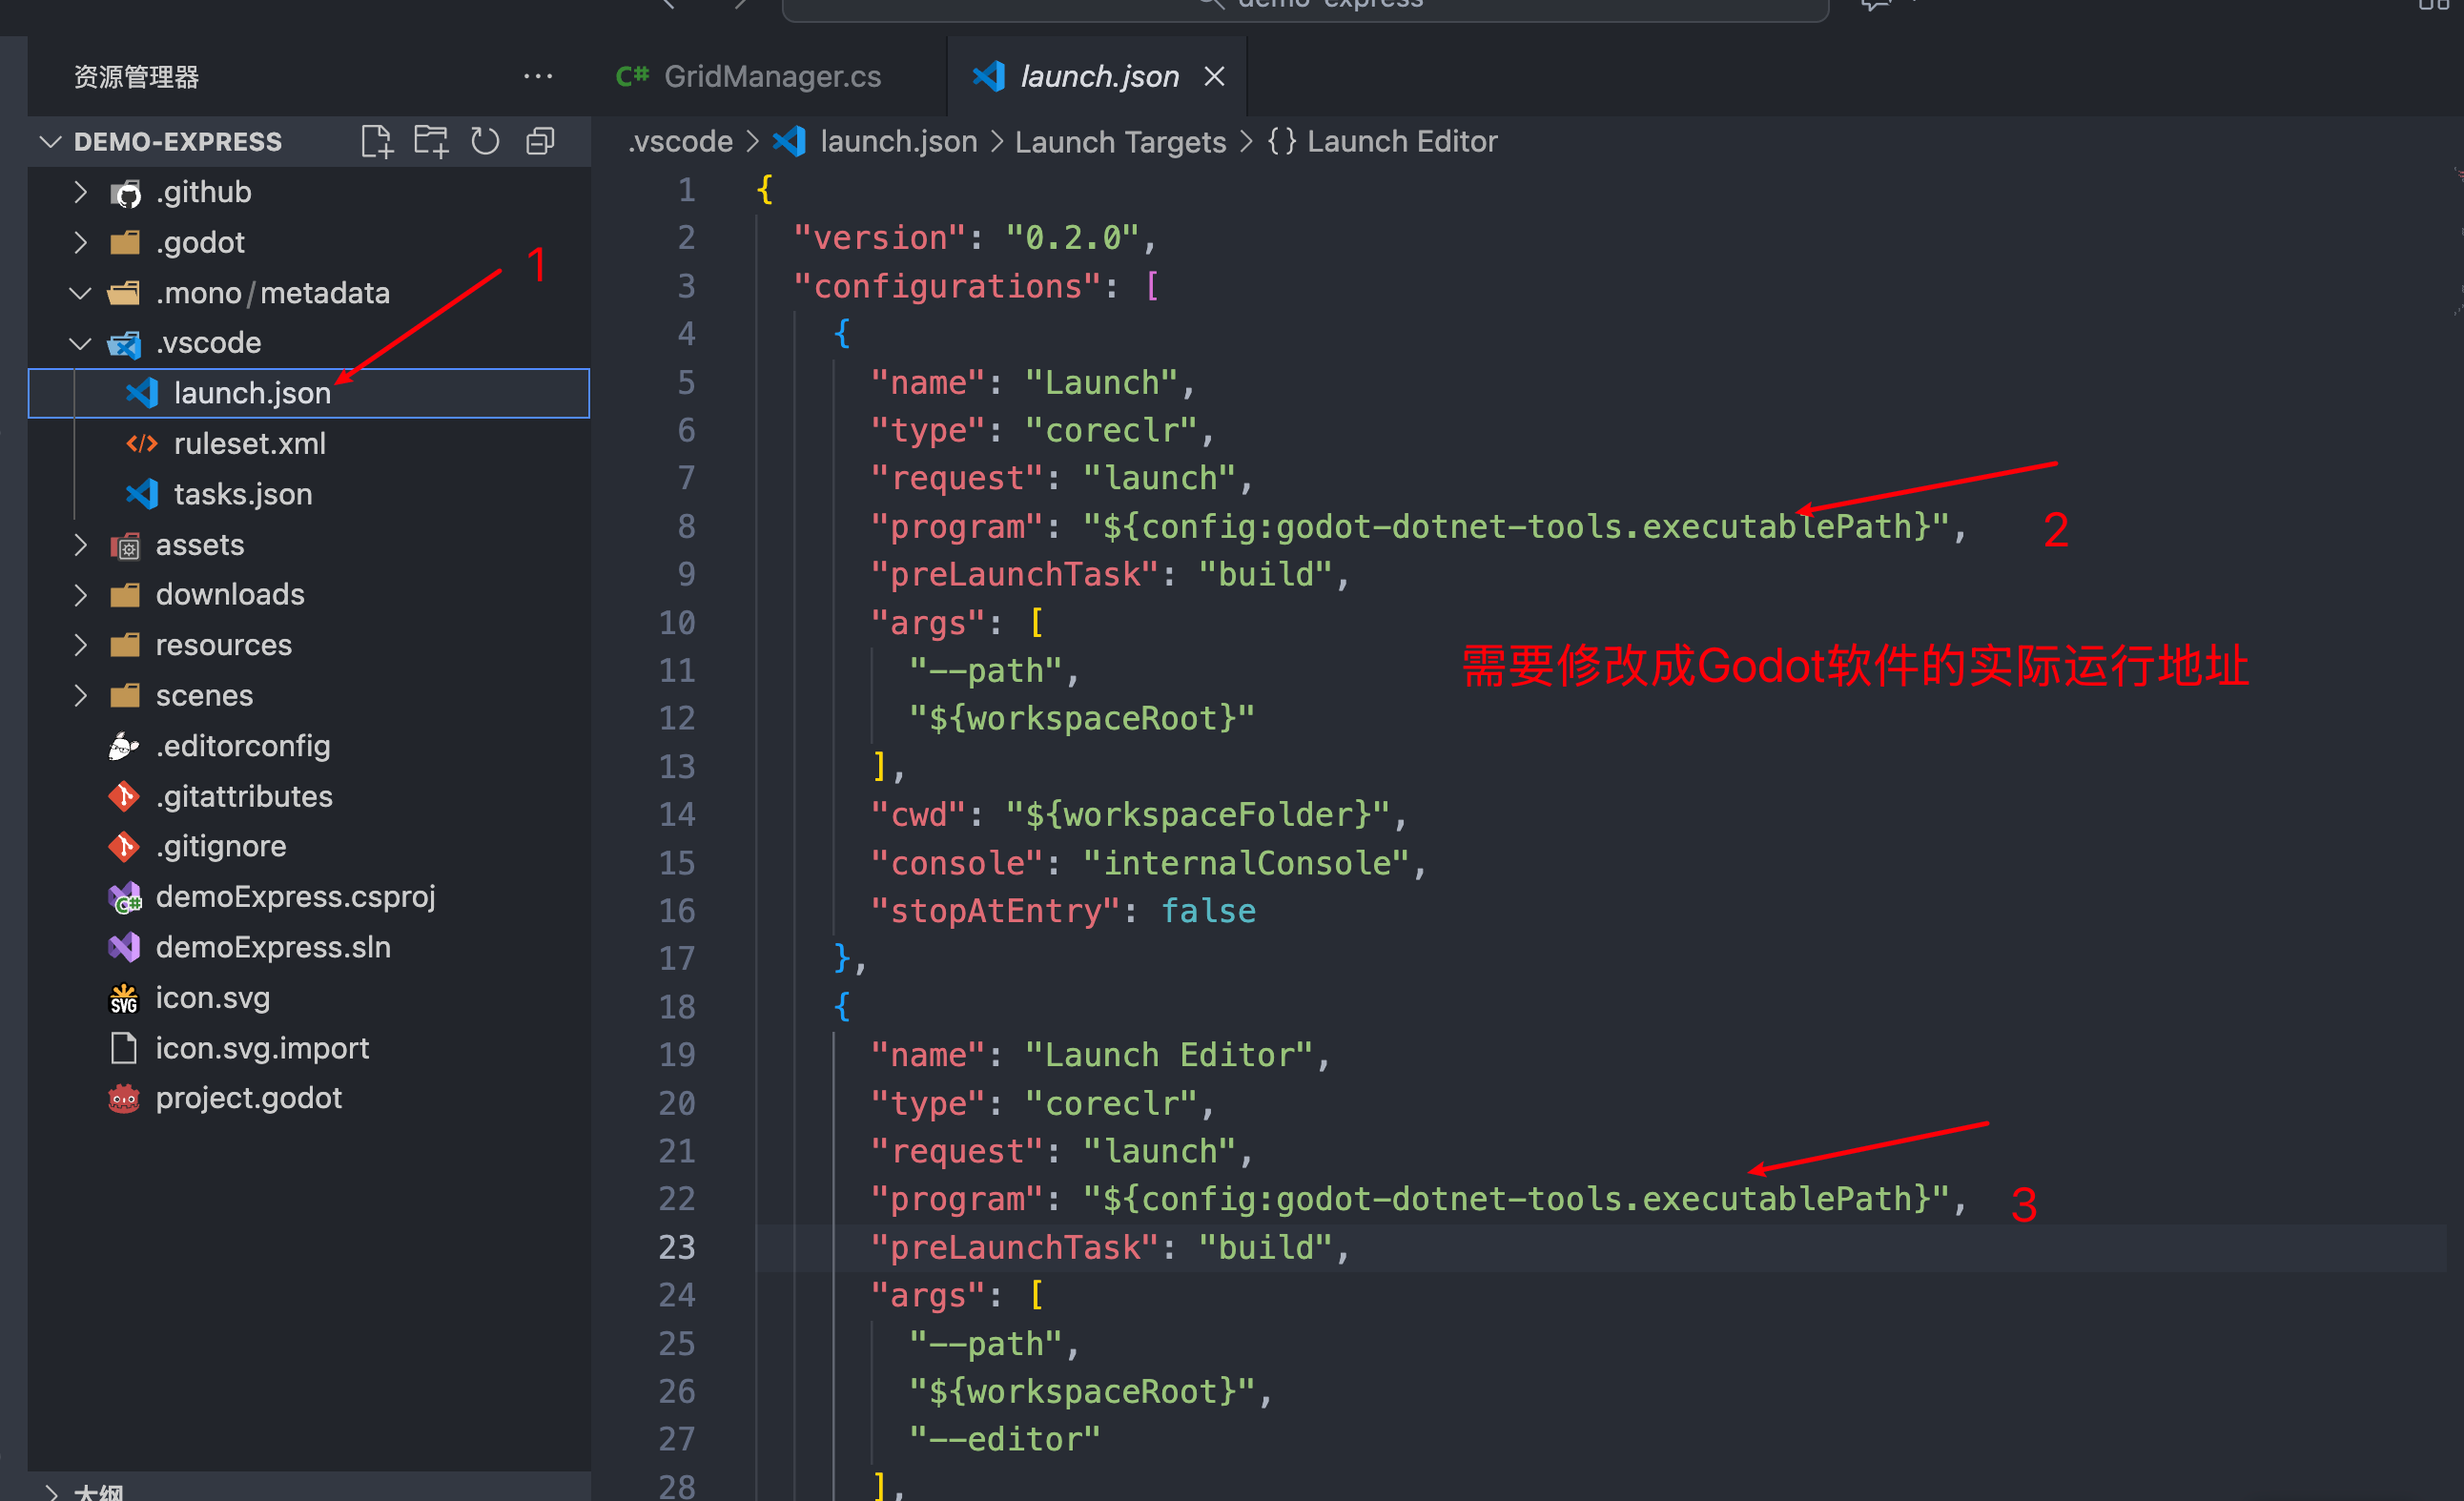 demo-express
资源管理器
GridManager.cs
launch.json
DEMO-EXPRESS
.vscode > launch.json > Launch Targets > {} Launch Editor
.github
.godot
.mono/metadata
.vscode
launch.json
ruleset.xml
tasks.json
assets
downloads
resources
scenes
.editorconfig
.gitattributes
.gitignore
demoExpress.csproj
demoExpress.sln
SVG
icon.svg
icon.svg.import
project.godot
大纲
1
2
需要修改成Godot软件的实际运行地址
3
1 {
2 "version": "0.2.0",
3 "configurations": [
4 {
5 "name": "Launch",
6 "type": "coreclr",
7 "request": "launch",
8 "program": "${config:godot-dotnet-tools.executablePath}",
9 "preLaunchTask": "build",
10 "args": [
11 "--path",
12 "${workspaceRoot}"
13 ],
14 "cwd": "${workspaceFolder}",
15 "console": "internalConsole",
16 "stopAtEntry": false
17 },
18 {
19 "name": "Launch Editor",
20 "type": "coreclr",
21 "request": "launch",
22 "program": "${config:godot-dotnet-tools.executablePath}",
23 "preLaunchTask": "build",
24 "args": [
25 "--path",
26 "${workspaceRoot}",
27 "--editor"
28 ],